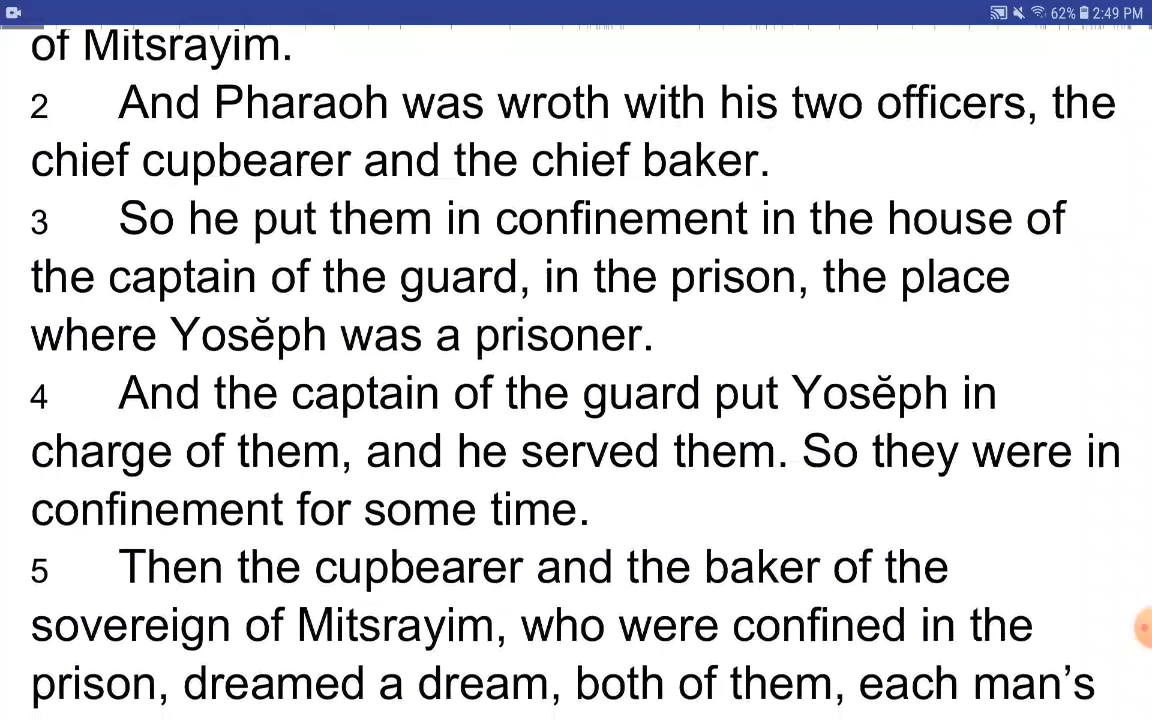 62% 2:49 PM
of Mitsrayim.
2 And Pharaoh was wroth with his two officers, the
chief cupbearer and the chief baker.
3 So he put them in confinement in the house of
the captain of the guard, in the prison, the place
where Yosĕph was a prisoner.
4 And the captain of the guard put Yosĕph in
charge of them, and he served them. So they were in
confinement for some time.
5 Then the cupbearer and the baker of the
sovereign of Mitsrayim, who were confined in the
prison, dreamed a dream, both of them, each man’s